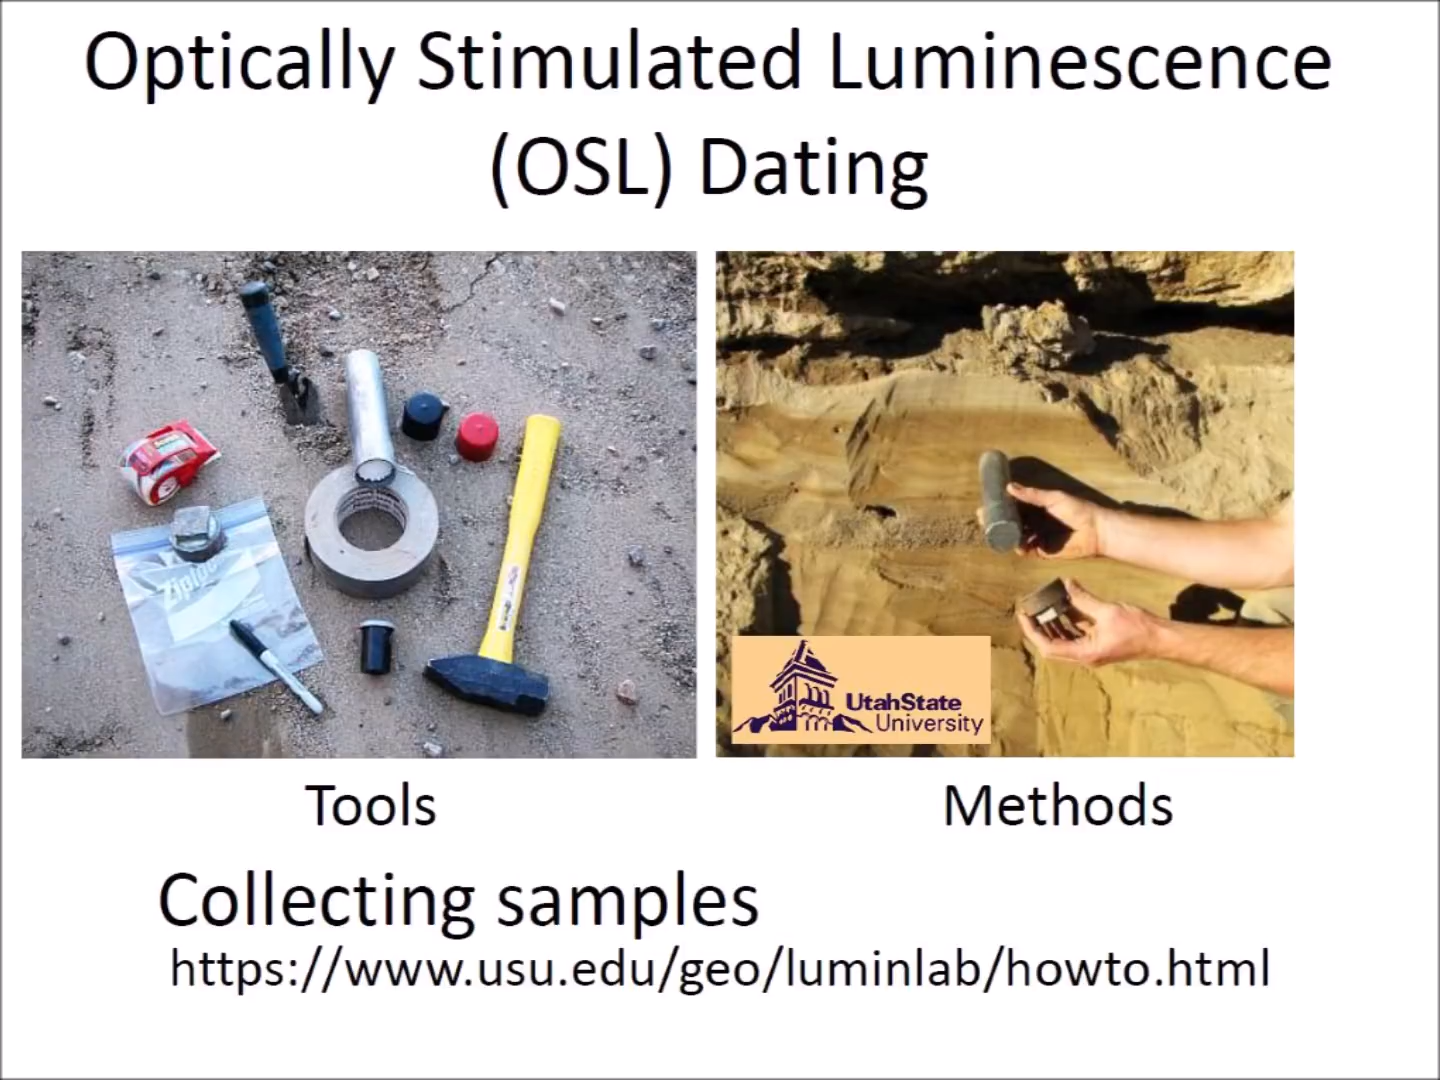 Optically Stimulated Luminescence
(OSL) Dating
Ziploc
UtahState
University
Tools
Methods
Collecting samples
https://www.usu.edu/geo/luminlab/howto.html